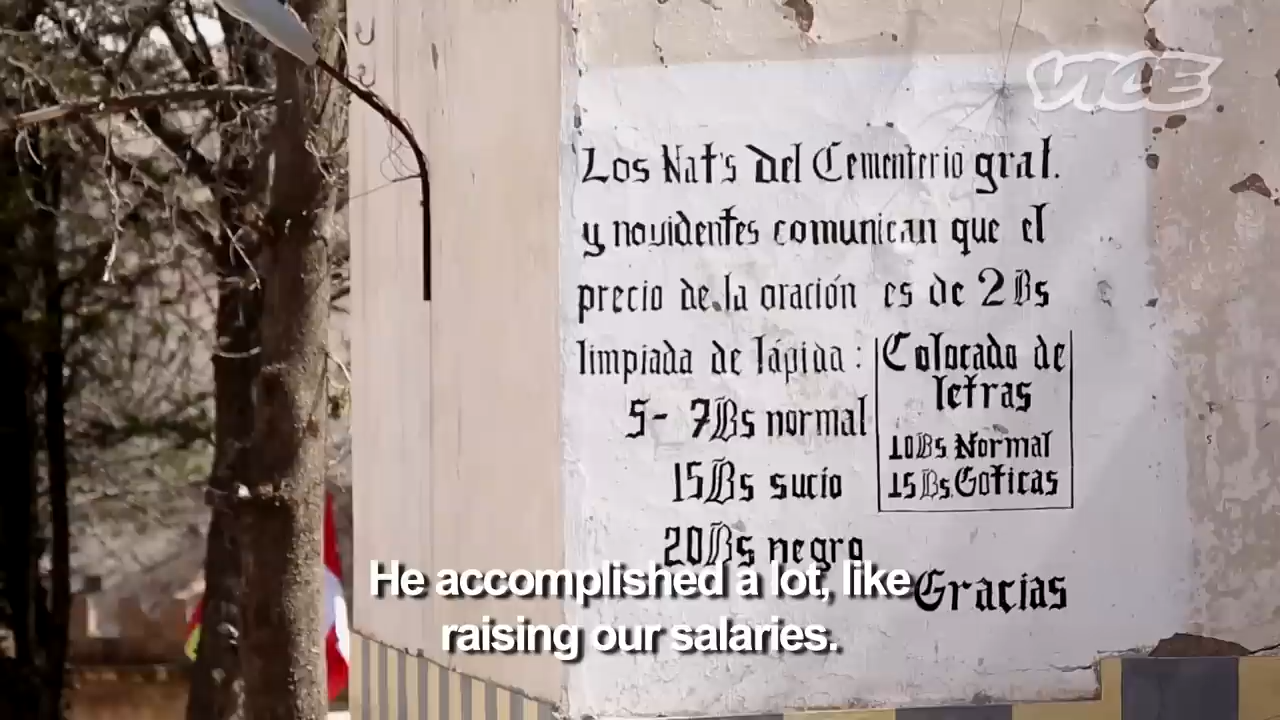 VICE
Los Nat's del Cementerio gral.
y novidentes comunican que el
precio de la oración es de 2Bs
limpiada de lápida :
5- 7Bs normal
15Bs sucio
20Bs negro
Colocado de
letras
10Bs Normal
15Bs Goticas
Gracias
He accomplished a lot, like
raising our salaries.